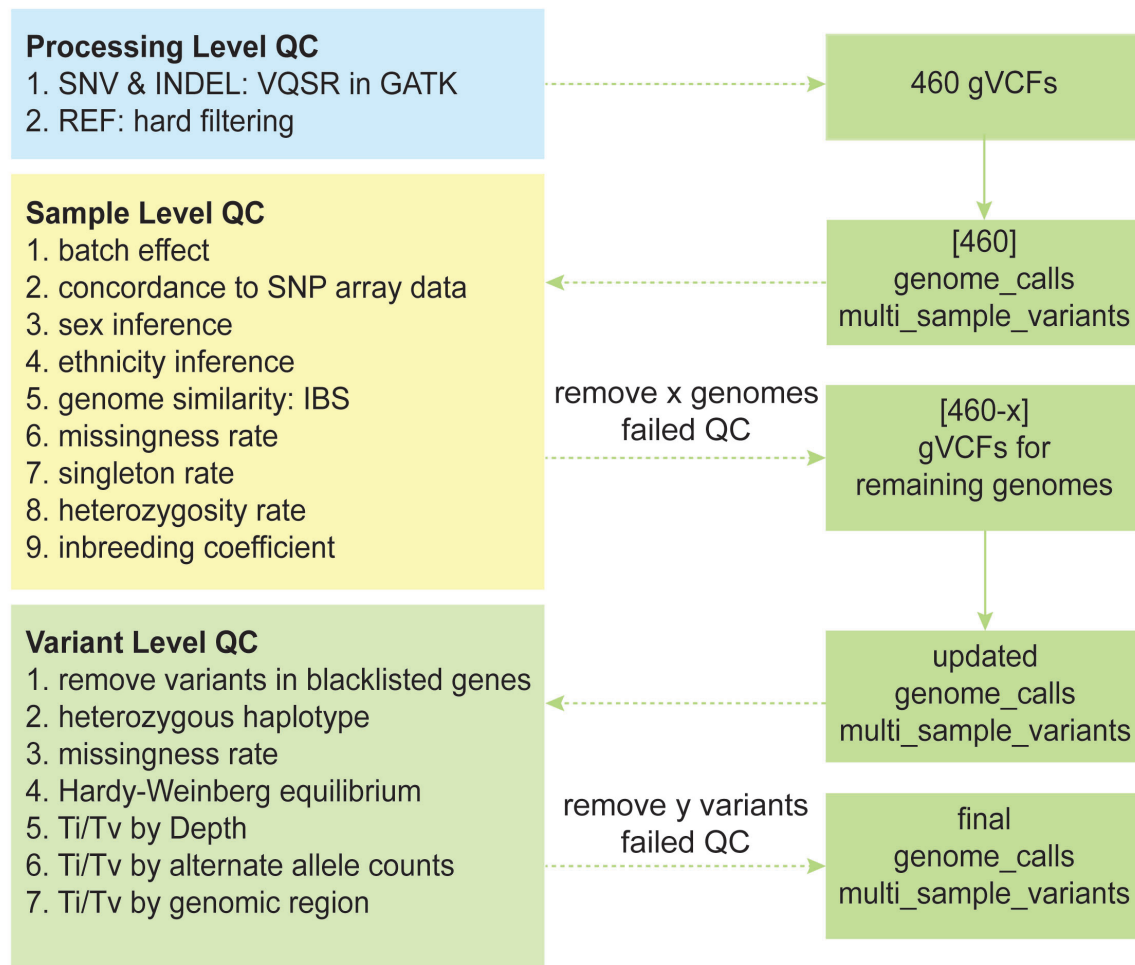 Processing Level QC
1. SNV & INDEL: VQSR in GATK
2. REF: hard filtering
460 gVCFs
Sample Level QC
1. batch effect
2. concordance to SNP array data
3. sex inference
4. ethnicity inference
5. genome similarity: IBS
6. missingness rate
7. singleton rate
8. heterozygosity rate
9. inbreeding coefficient
[460]
genome_calls
multi_sample_variants
remove x genomes
failed QC
[460-x]
gVCFs for
remaining genomes
Variant Level QC
1. remove variants in blacklisted genes
2. heterozygous haplotype
3. missingness rate
4. Hardy-Weinberg equilibrium
5. Ti/Tv by Depth
6. Ti/Tv by alternate allele counts
7. Ti/Tv by genomic region
updated
genome_calls
multi_sample_variants
remove y variants
failed QC
final
genome_calls
multi_sample_variants